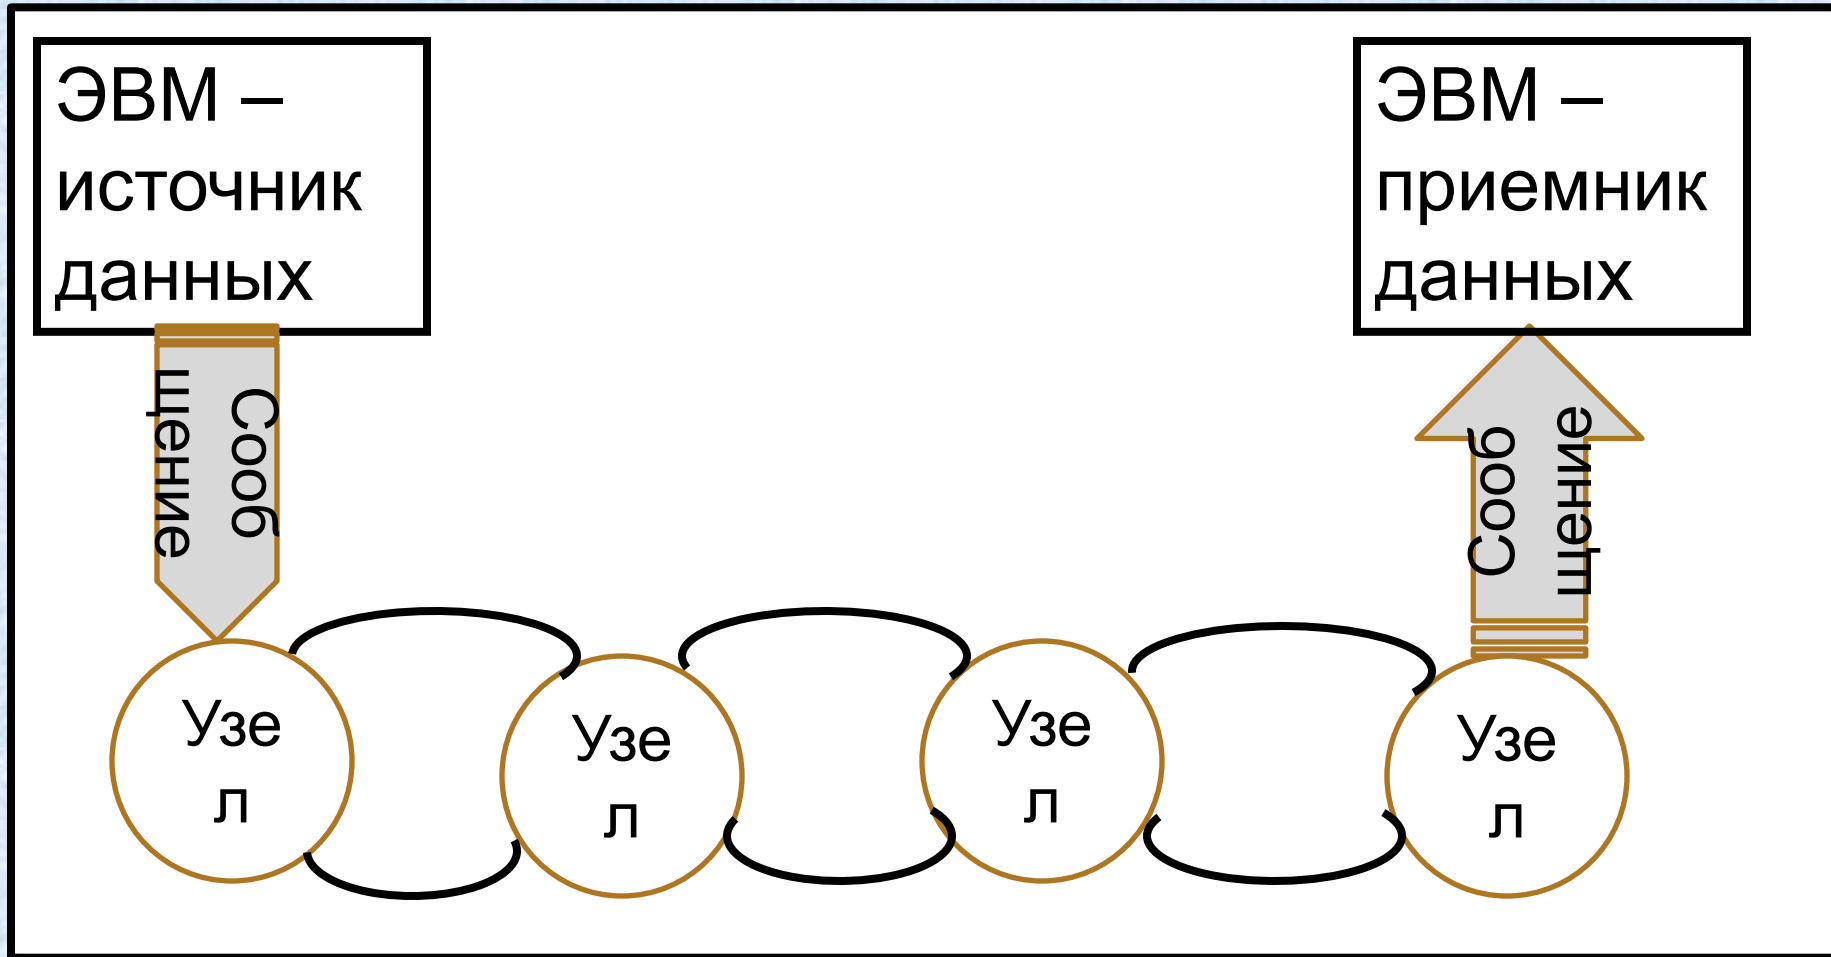 ЭВМ –
источник
данных
ЭВМ –
приемник
данных
Сооб
щение
Сооб
щение
Узе
л
Узе
л
Узе
л
Узе
л